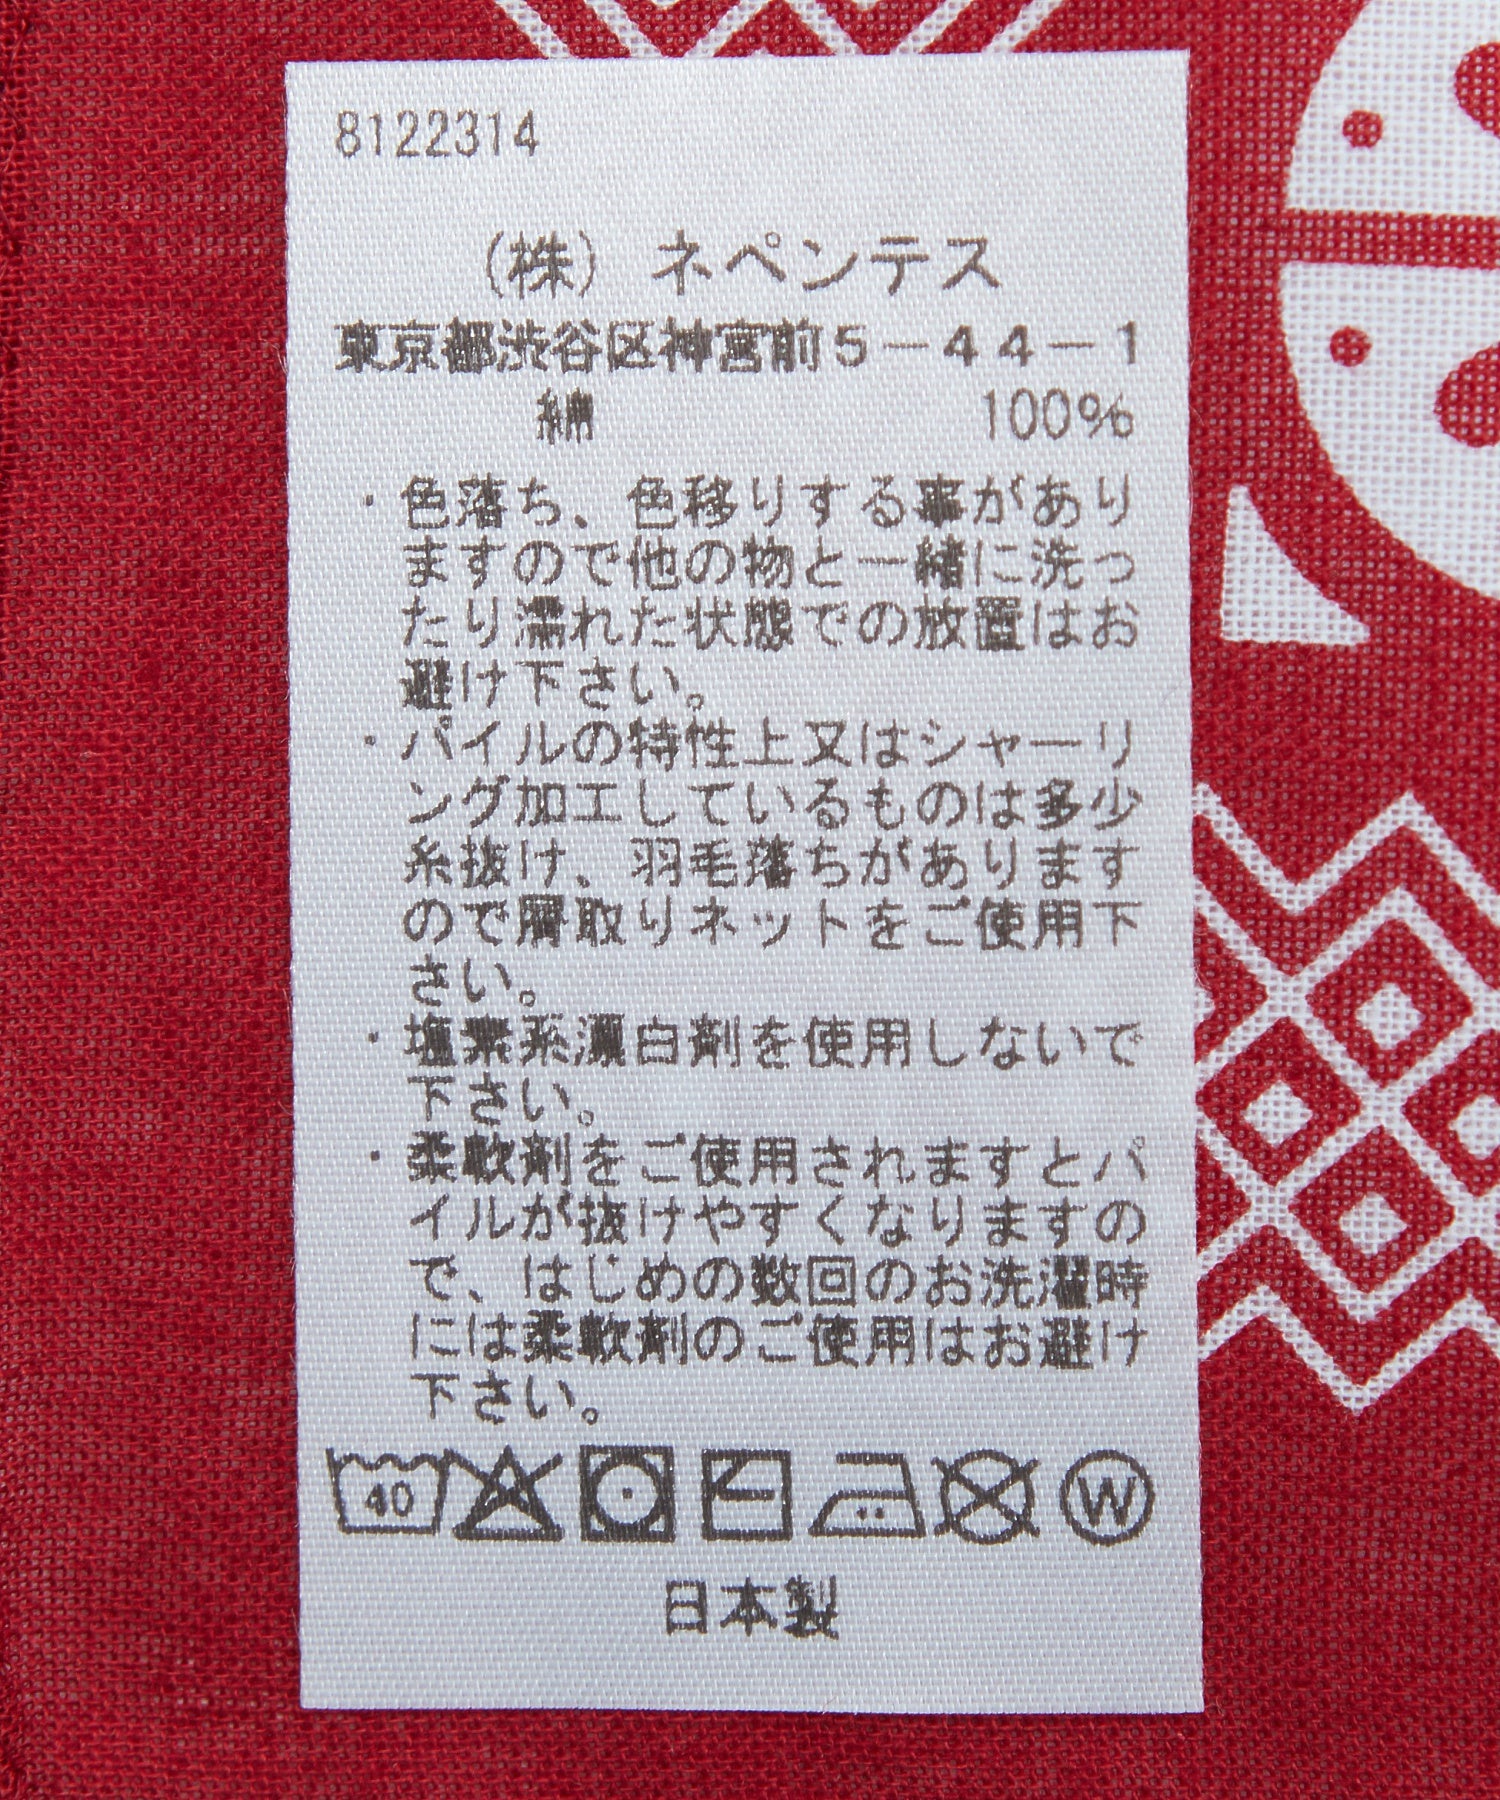 8122314
(株) ネペンテス
東京都渋谷区神宮前5-44-1
綿 100%
・色落ち、色移りする事があり
ますので他の物と一緒に洗っ
たり濡れた状態での放置はお
避け下さい。
・パイルの特性上又はシャーリ
ング加工しているものは多少
糸抜け、羽毛落ちがあります
ので屑取りネットをご使用下
さい。
・塩素系漂白剤を使用しないで
下さい。
・柔軟剤をご使用されますとパ
イルが抜けやすくなりますの
で、はじめの数回のお洗濯時
には柔軟剤のご使用はお避け
下さい。
40 W
日本製